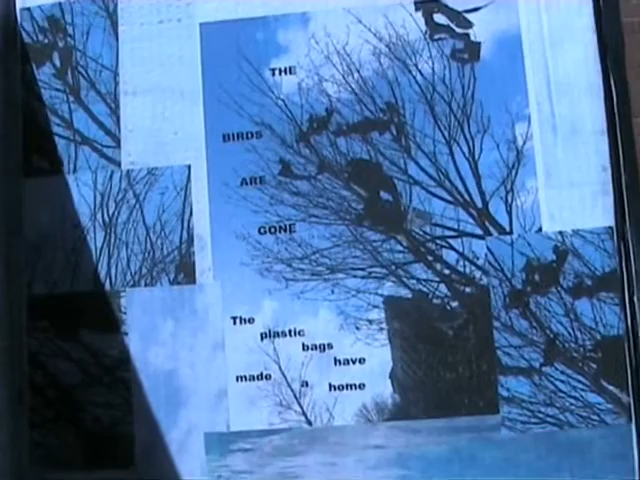 THE
BIRDS
ARE
GONE
The
plastic
bags
have
made a home